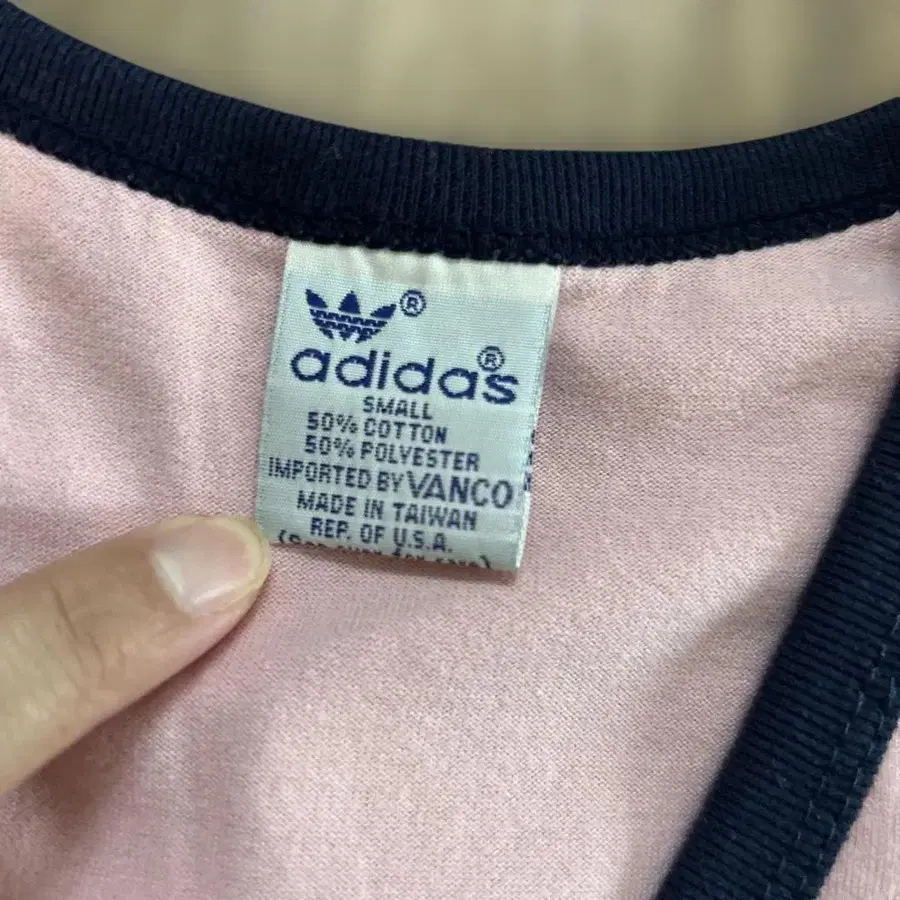 ®
adidas®
SMALL
50% COTTON
50% POLYESTER
IMPORTED BY VANCO
MADE IN TAIWAN
REP. OF U.S.A.